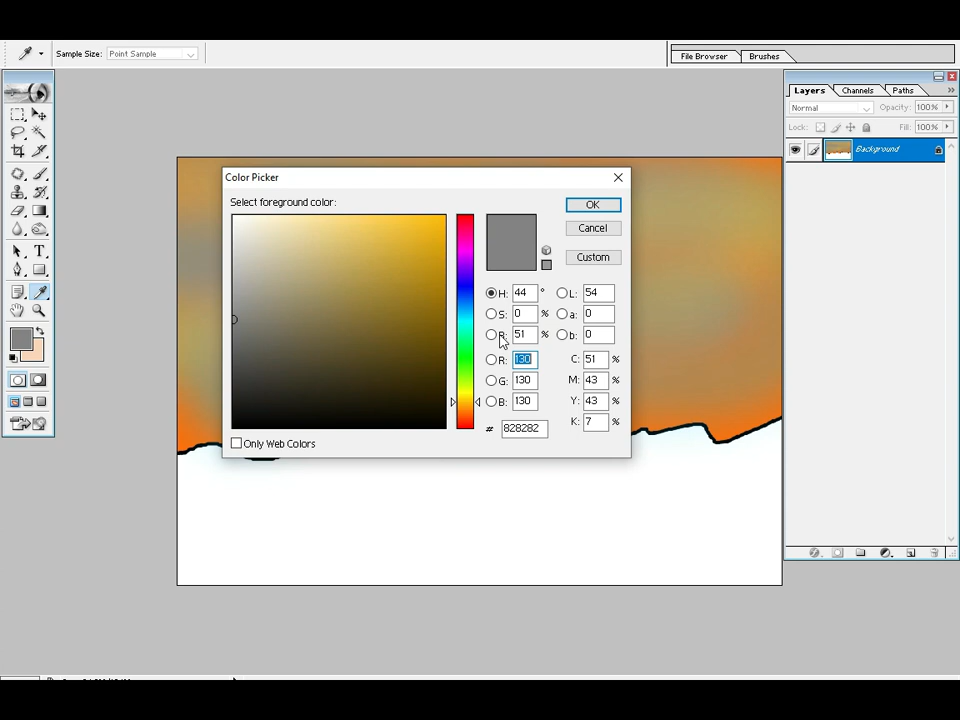 Sample Size: Point Sample
File Browser Brushes
Layers Channels Paths
Normal Opacity: 100%
Lock: Fill: 100%
Background
Color Picker
Select foreground color:
OK
Cancel
Custom
H: 44 ° L: 54
S: 0 % a: 0
51 % b: 0
R: 130 C: 51 %
G: 130 M: 43 %
B: 130 Y: 43 %
# 828282 K: 7 %
Only Web Colors
T